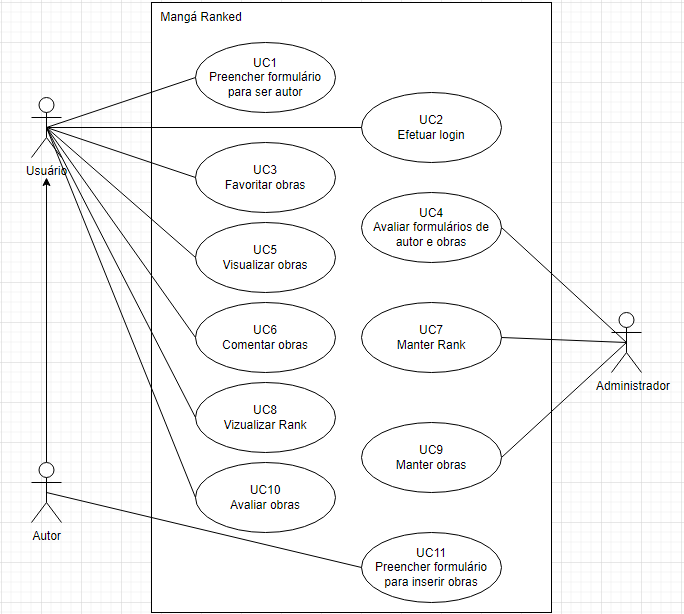 Mangá Ranked
UC1
Preencher formulário
para ser autor
UC2
Efetuar login
Usuário
UC3
Favoritar obras
UC4
Avaliar formulários de
autor e obras
UC5
Visualizar obras
UC6
Comentar obras
UC7
Manter Rank
Administrador
UC8
Vizualizar Rank
UC9
Manter obras
UC10
Avaliar obras
Autor
UC11
Preencher formulário
para inserir obras